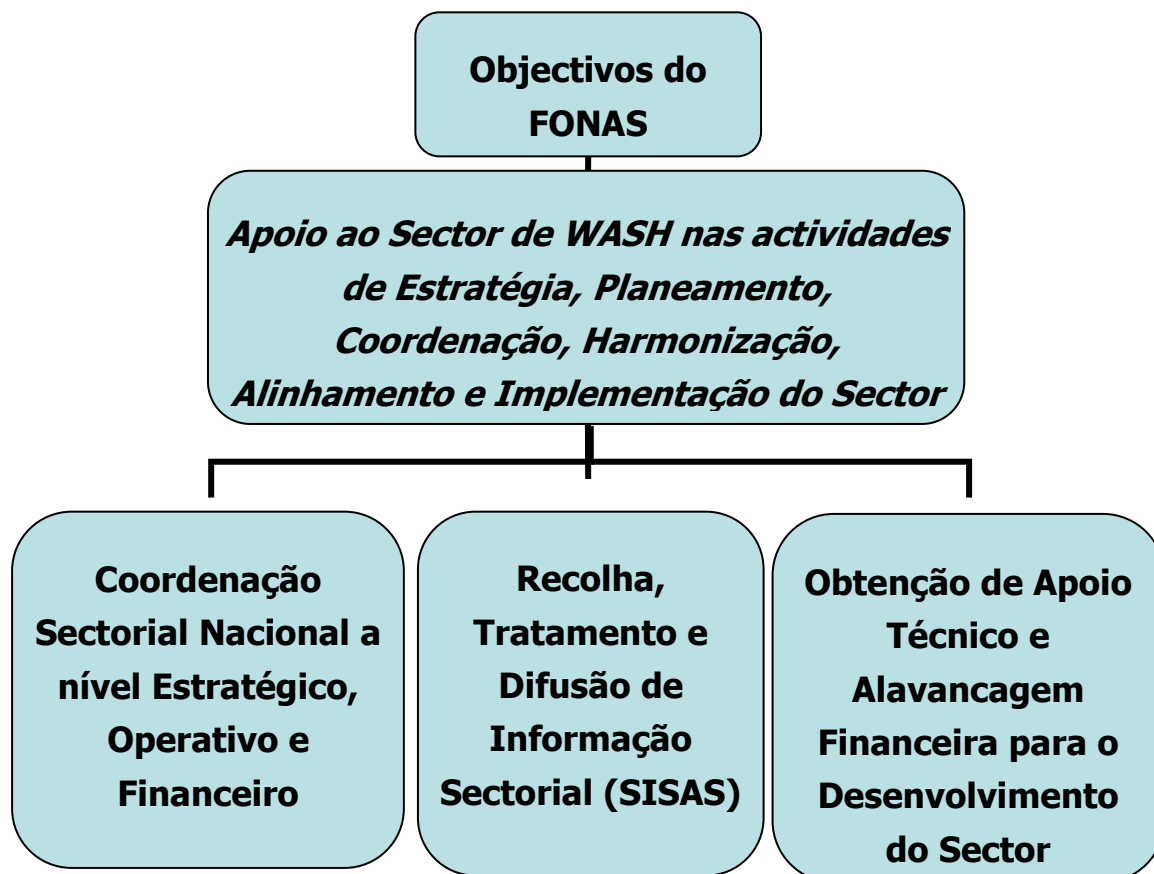 Objectivos do
FONAS
Apoio ao Sector de WASH nas actividades
de Estratégia, Planeamento,
Coordenação, Harmonização,
Alinhamento e Implementação do Sector
Coordenação
Sectorial Nacional a
nível Estratégico,
Operativo e
Financeiro
Recolha,
Tratamento e
Difusão de
Informação
Sectorial (SISAS)
Obtenção de Apoio
Técnico e
Alavancagem
Financeira para o
Desenvolvimento
do Sector